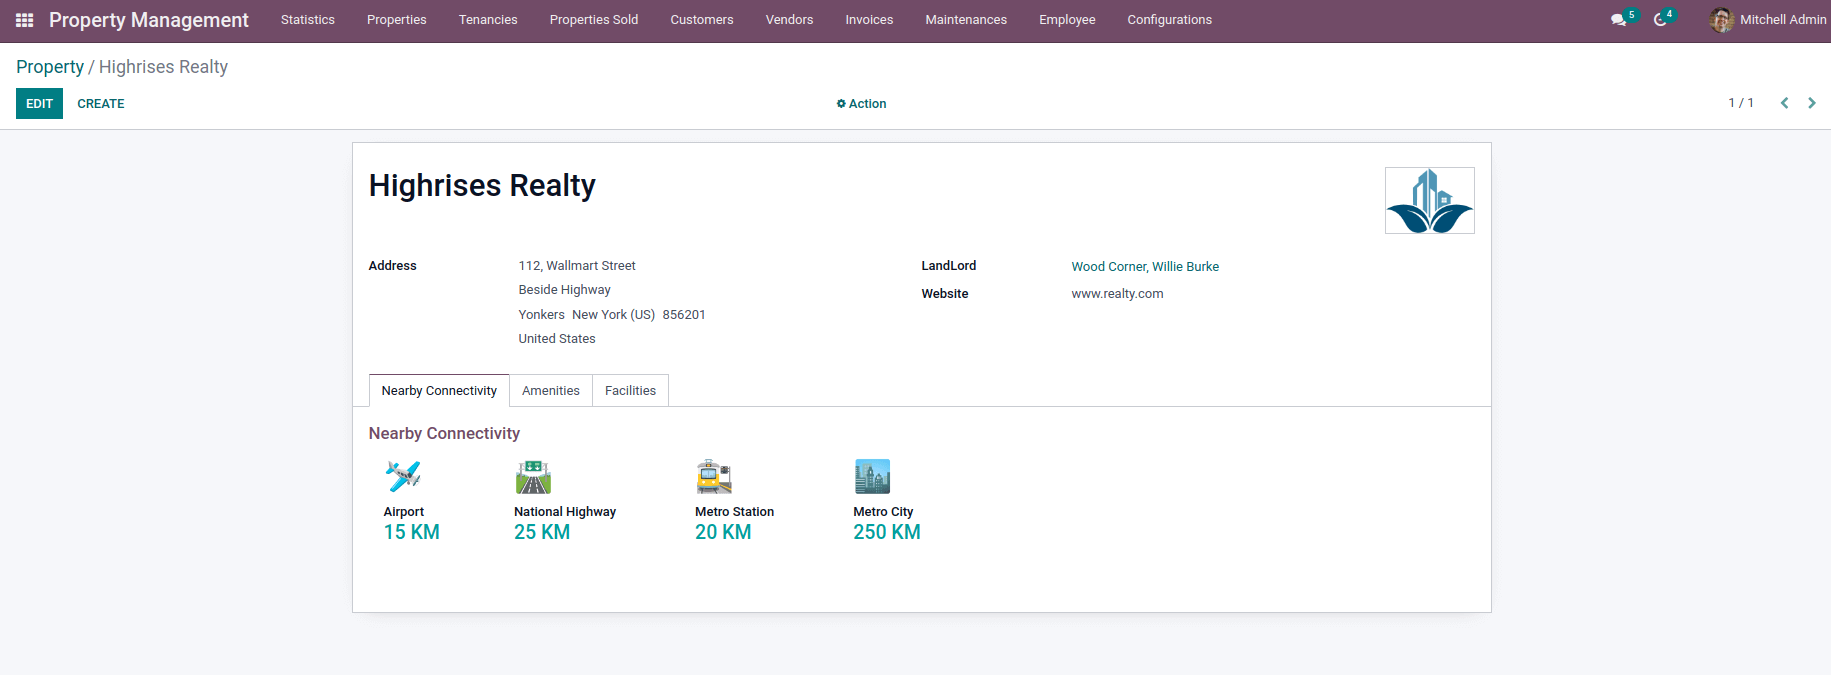 Property Management Statistics Properties Tenancies Properties Sold Customers Vendors Invoices Maintenances Employee Configurations 5 4 Mitchell Admin
Property / Highrises Realty
EDIT CREATE Action 1 / 1
Highrises Realty
Address 112, Wallmart Street LandLord Wood Corner, Willie Burke
Beside Highway Website www.realty.com
Yonkers New York (US) 856201
United States
Nearby Connectivity Amenities Facilities
Nearby Connectivity
Airport National Highway Metro Station Metro City
15 KM 25 KM 20 KM 250 KM